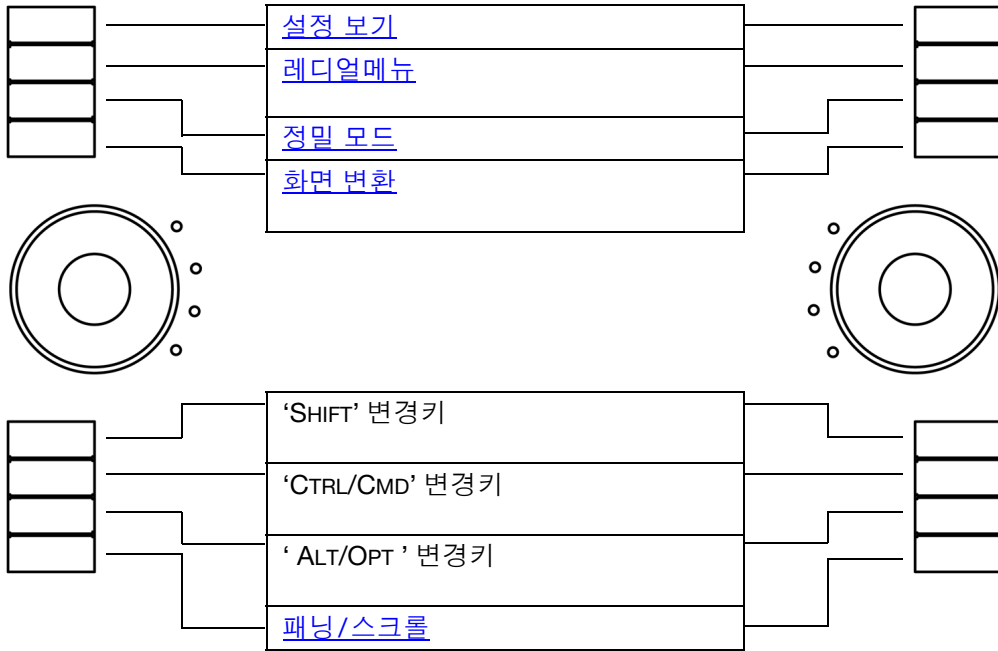 설정 보기
레디얼메뉴
정밀 모드
화면 변환
‘SHIFT’ 변경키
‘CTRL/CMD’ 변경키
‘ ALT/OPT ’ 변경키
패닝/스크롤